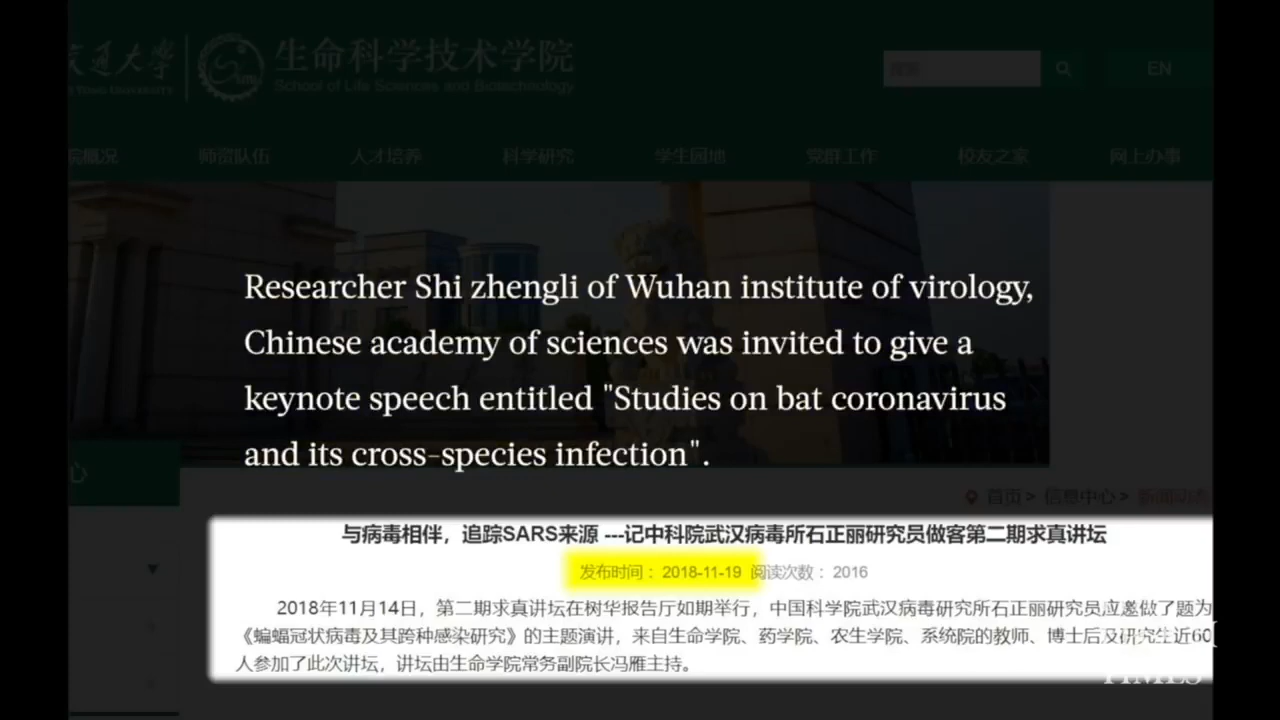 交通大学
生命科学技术学院
School of Life Sciences and Biotechnology
EN
院概况 师资队伍 人才培养 科学研究 学生园地 党群工作 校友之家 网上办事
Researcher Shi zhengli of Wuhan institute of virology,
Chinese academy of sciences was invited to give a
keynote speech entitled "Studies on bat coronavirus
and its cross-species infection".
心
首页> 信息中心> 新闻动态
与病毒相伴，追踪SARS来源 ---记中科院武汉病毒所石正丽研究员做客第二期求真讲坛
发布时间： 2018-11-19 阅读次数： 2016
2018年11月14日，第二期求真讲坛在树华报告厅如期举行，中国科学院武汉病毒研究所石正丽研究员应邀做了题为
《蝙蝠冠状病毒及其跨种感染研究》的主题演讲，来自生命学院、药学院、农生学院、系统院的教师、博士后及研究生近60
人参加了此次讲坛，讲坛由生命学院常务副院长冯雁主持。
TIMES